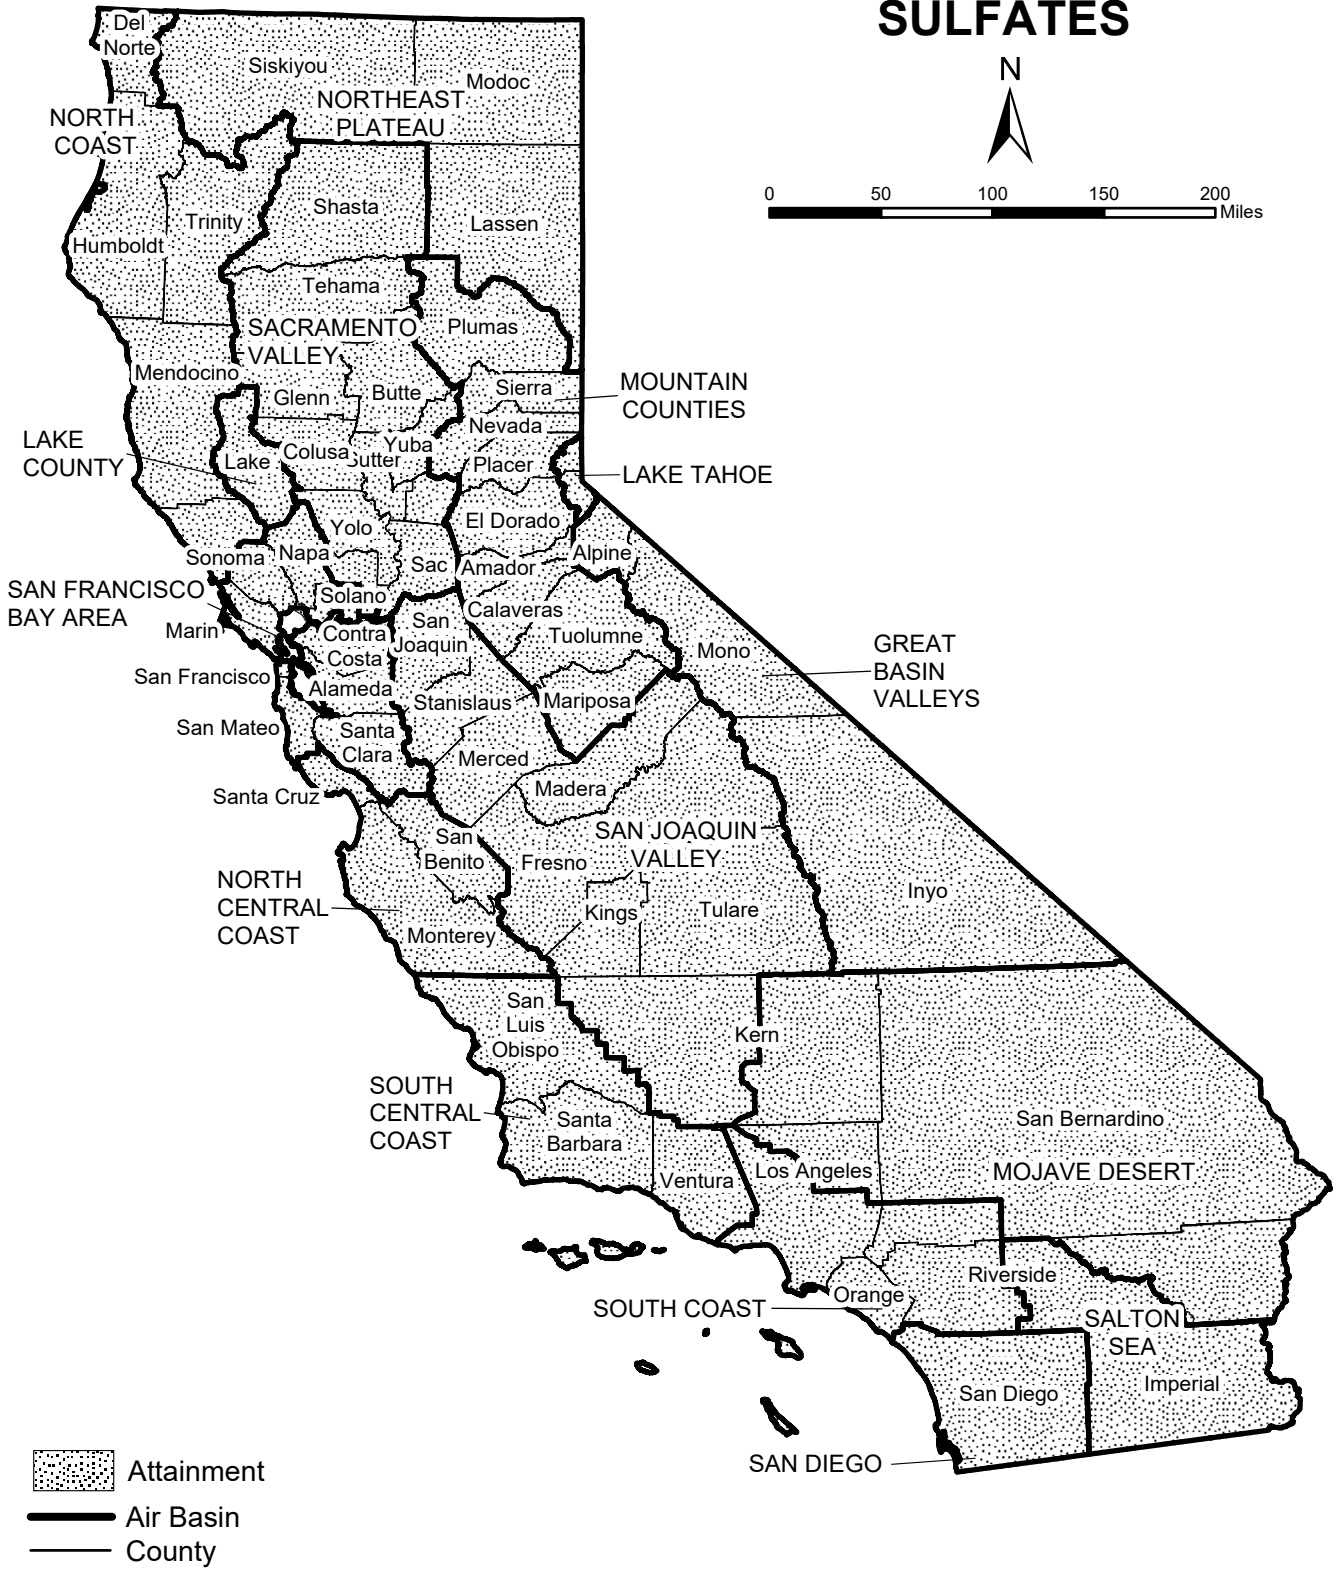 SULFATES
N
0 50 100 150 200
Miles
Del
Norte
Siskiyou
Modoc
NORTHEAST
PLATEAU
NORTH
COAST
Shasta
Trinity
Lassen
Humboldt
Tehama
SACRAMENTO
VALLEY
Plumas
Mendocino
Glenn
Butte
Sierra
MOUNTAIN
COUNTIES
Nevada
LAKE
COUNTY
Lake
Colusa
Yuba
utter
Placer
LAKE TAHOE
Yolo
El Dorado
Sonoma
Napa
Sac
Amador
Alpine
SAN FRANCISCO
BAY AREA
Solano
Calaveras
Marin
Contra
Costa
San
Joaquin
Tuolumne
Mono
GREAT
BASIN
VALLEYS
San Francisco
Alameda
Stanislaus
Mariposa
San Mateo
Santa
Clara
Merced
Santa Cruz
Madera
San
Benito
SAN JOAQUIN
VALLEY
Fresno
NORTH
CENTRAL
COAST
Kings
Tulare
Inyo
Monterey
San
Luis
Obispo
Kern
SOUTH
CENTRAL
COAST
Santa
Barbara
San Bernardino
Ventura
Los Angeles
MOJAVE DESERT
Riverside
Orange
SOUTH COAST
SALTON
SEA
Imperial
San Diego
SAN DIEGO
Attainment
Air Basin
County